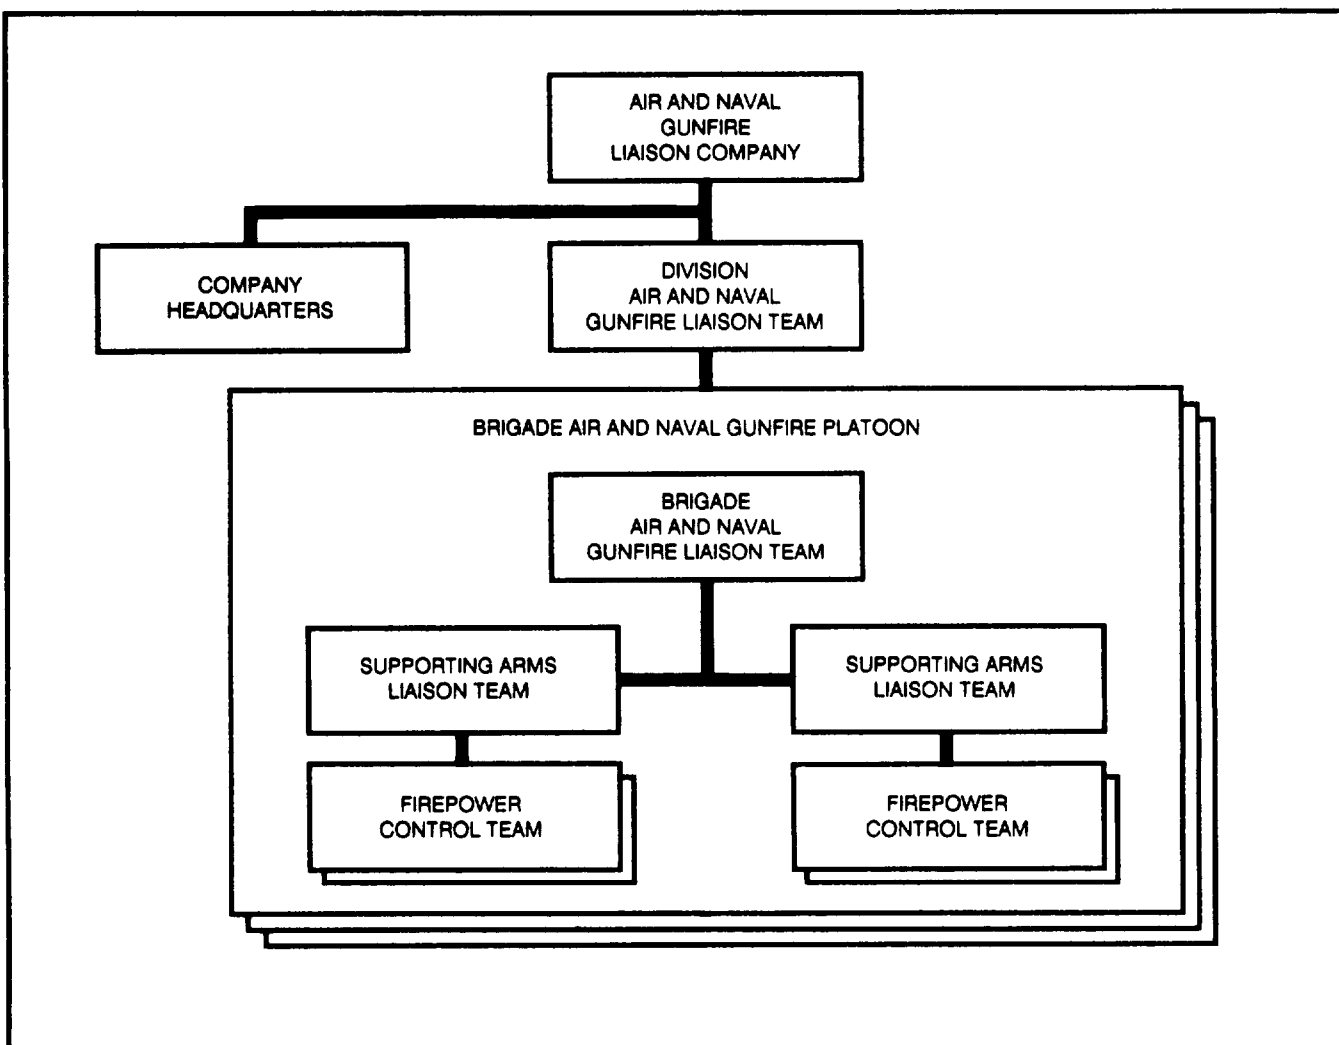 AIR AND NAVAL
GUNFIRE
LIAISON COMPANY
COMPANY
HEADQUARTERS
DIVISION
AIR AND NAVAL
GUNFIRE LIAISON TEAM
BRIGADE AIR AND NAVAL GUNFIRE PLATOON
BRIGADE
AIR AND NAVAL
GUNFIRE LIAISON TEAM
SUPPORTING ARMS
LIAISON TEAM
SUPPORTING ARMS
LIAISON TEAM
FIREPOWER
CONTROL TEAM
FIREPOWER
CONTROL TEAM